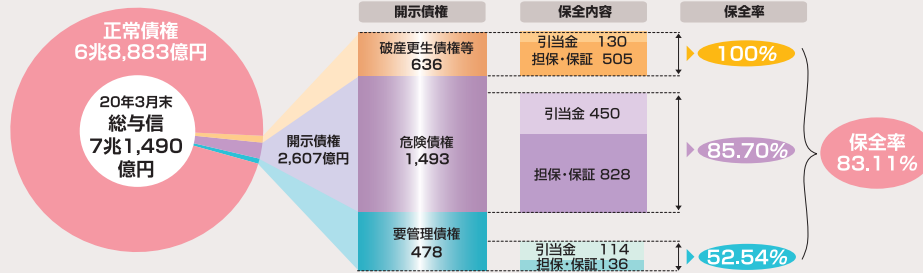 開示債権
保全内容
保全率
正常債権
6兆8,883億円
20年3月末
総与信
7兆1,490
億円
開示債権
2,607億円
破産更生債権等
636
引当金 130
担保・保証 505
100%
危険債権
1,493
引当金 450
担保・保証 828
85.70%
要管理債権
478
引当金 114
担保・保証136
52.54%
保全率
83.11%